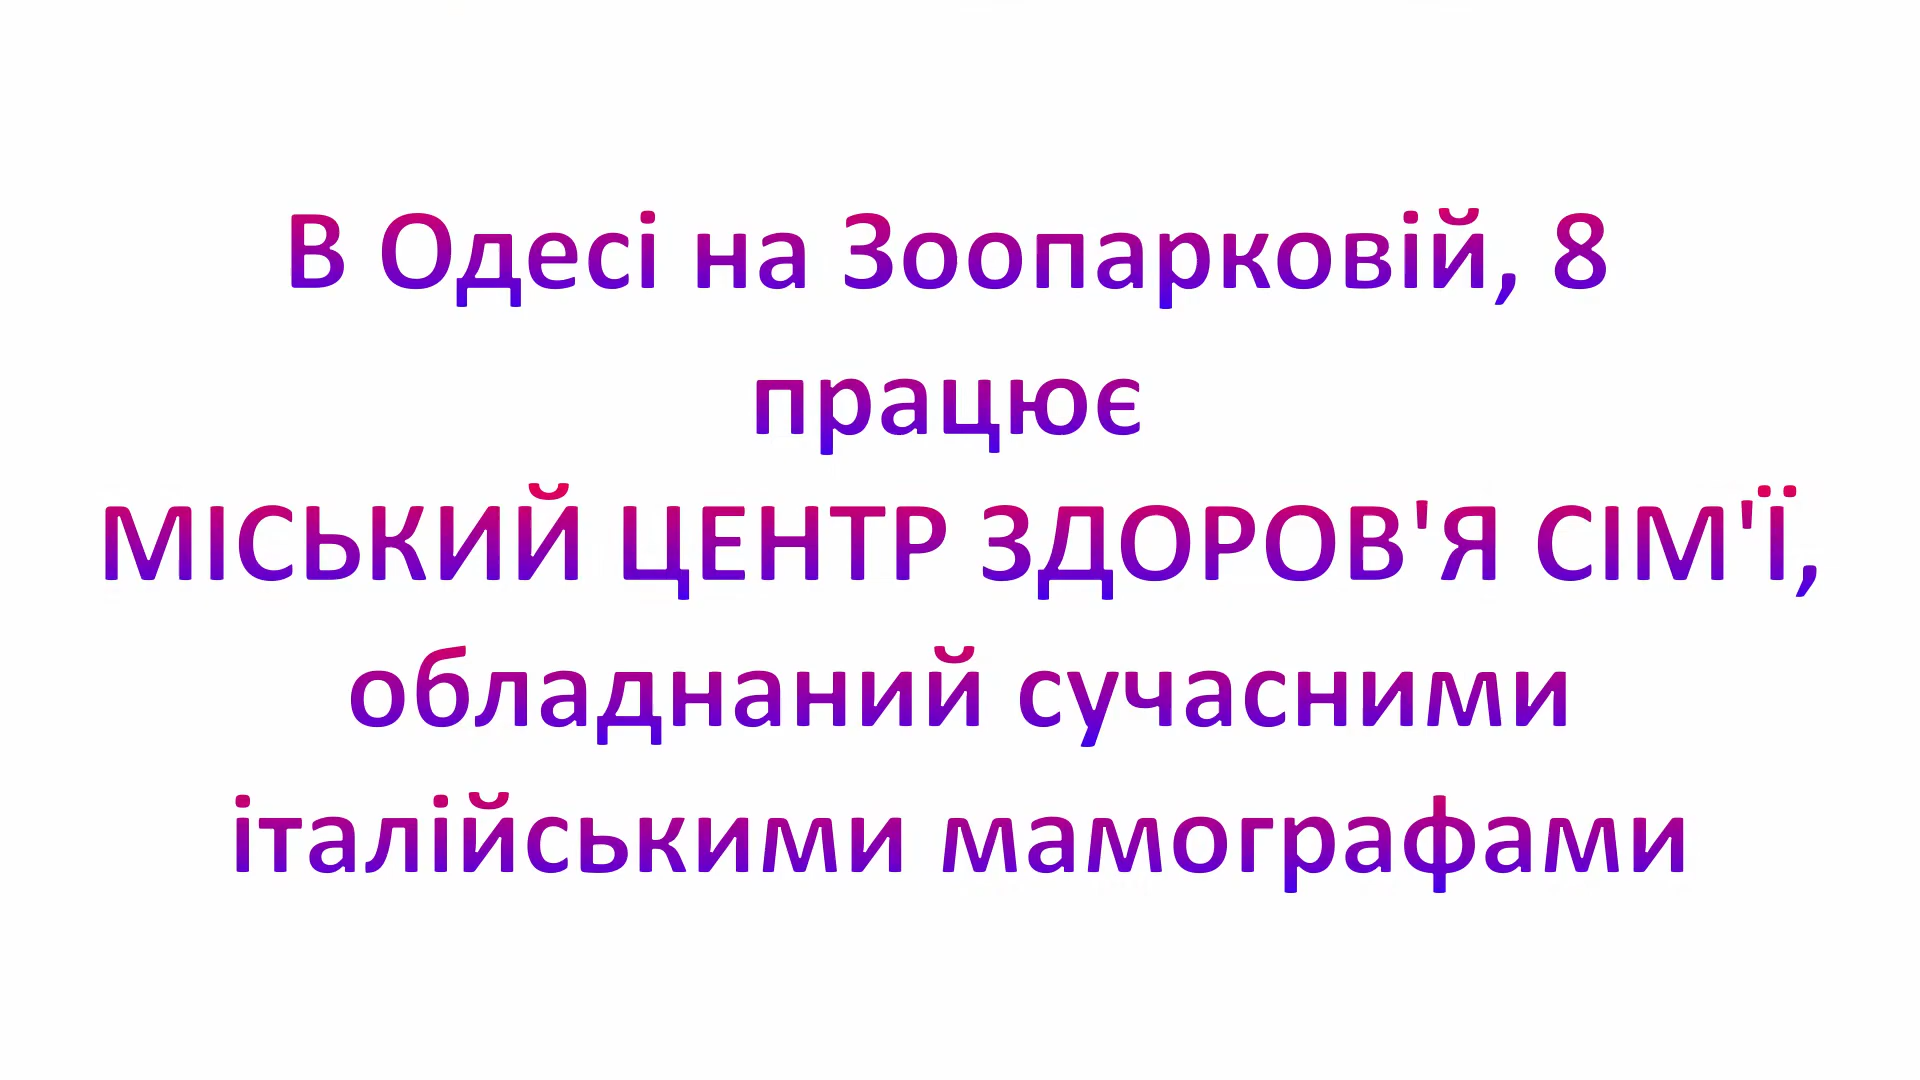 В Одесі на Зоопарковій, 8
працює
МІСЬКИЙ ЦЕНТР ЗДОРОВ'Я СІМ'Ї,
обладнаний сучасними
італійськими мамографами